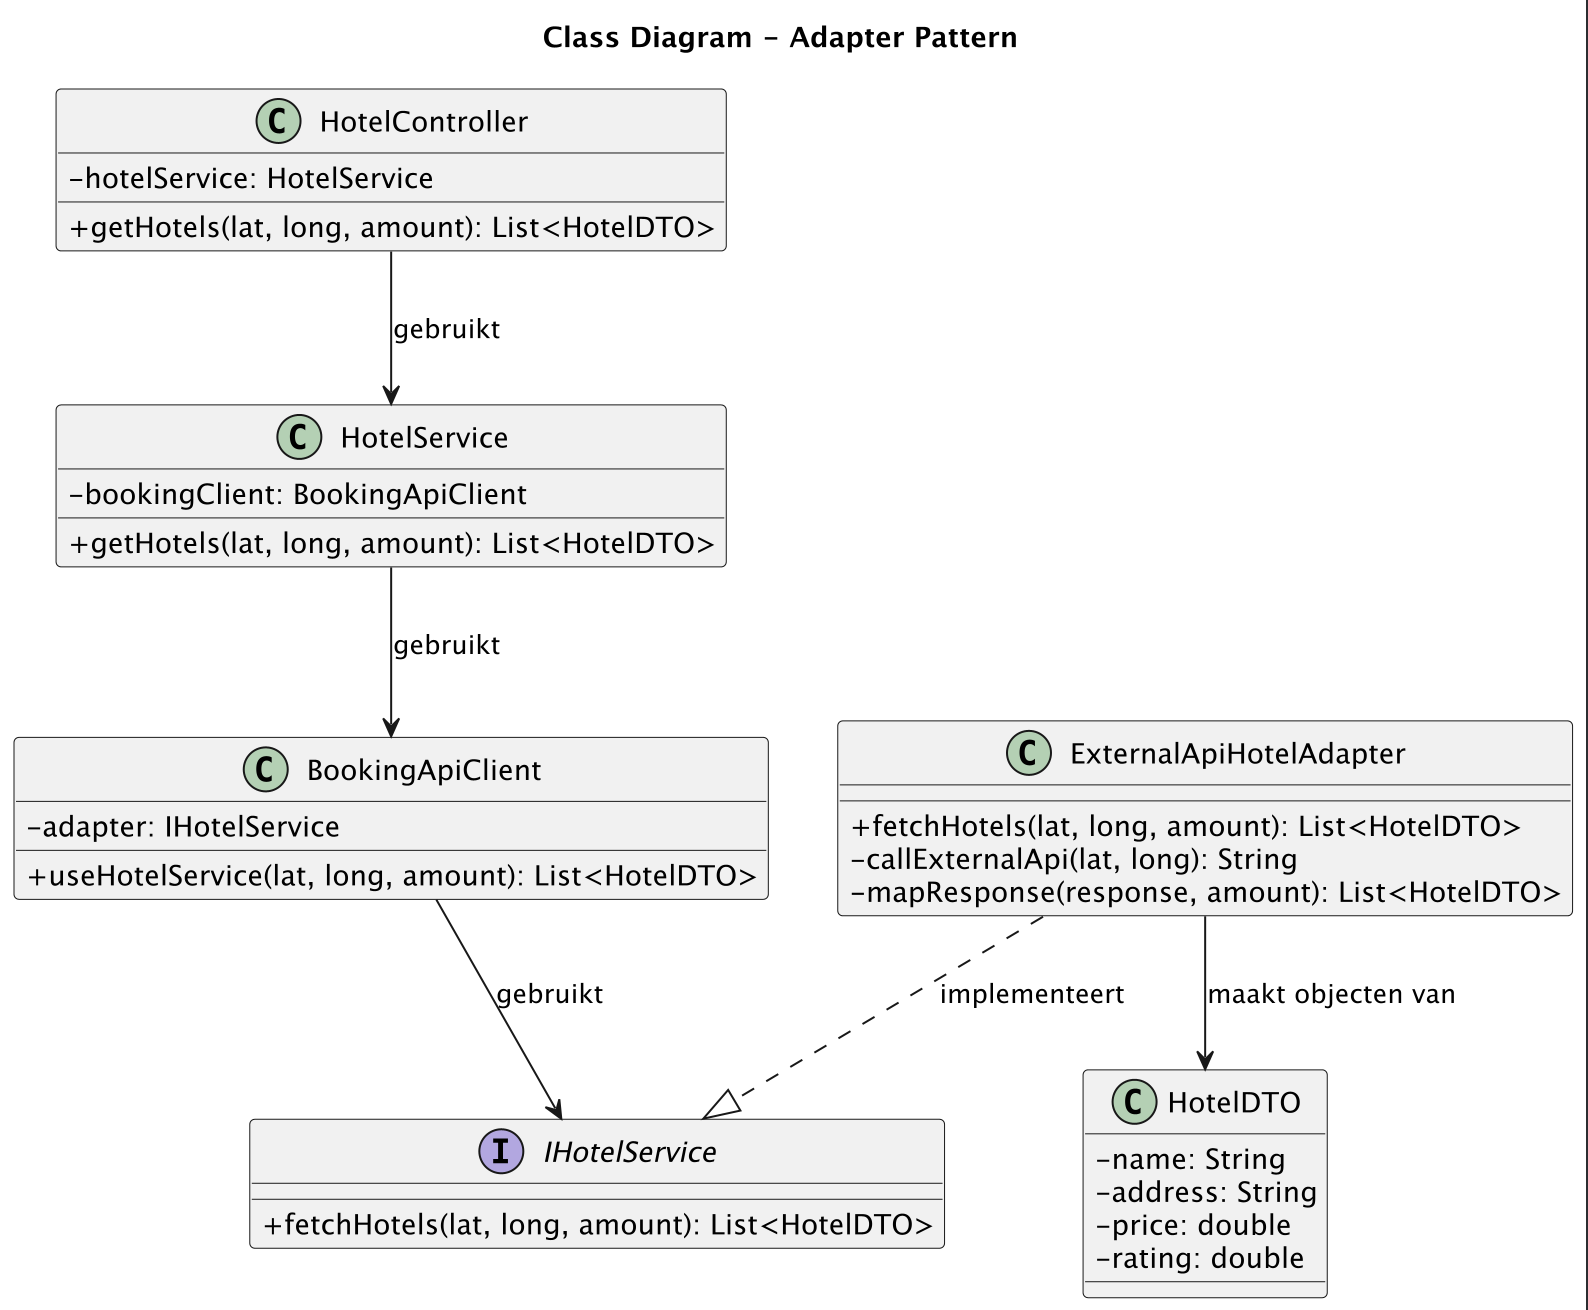 Class Diagram - Adapter Pattern
C HotelController
-hotelService: HotelService
+getHotels(lat, long, amount): List<HotelDTO>
gebruikt
C HotelService
-bookingClient: BookingApiClient
+getHotels(lat, long, amount): List<HotelDTO>
gebruikt
C BookingApiClient
-adapter: IHotelService
+useHotelService(lat, long, amount): List<HotelDTO>
C ExternalApiHotelAdapter
+fetchHotels(lat, long, amount): List<HotelDTO>
-callExternalApi(lat, long): String
-mapResponse(response, amount): List<HotelDTO>
gebruikt
implementeert
maakt objecten van
I IHotelService
+fetchHotels(lat, long, amount): List<HotelDTO>
C HotelDTO
-name: String
-address: String
-price: double
-rating: double